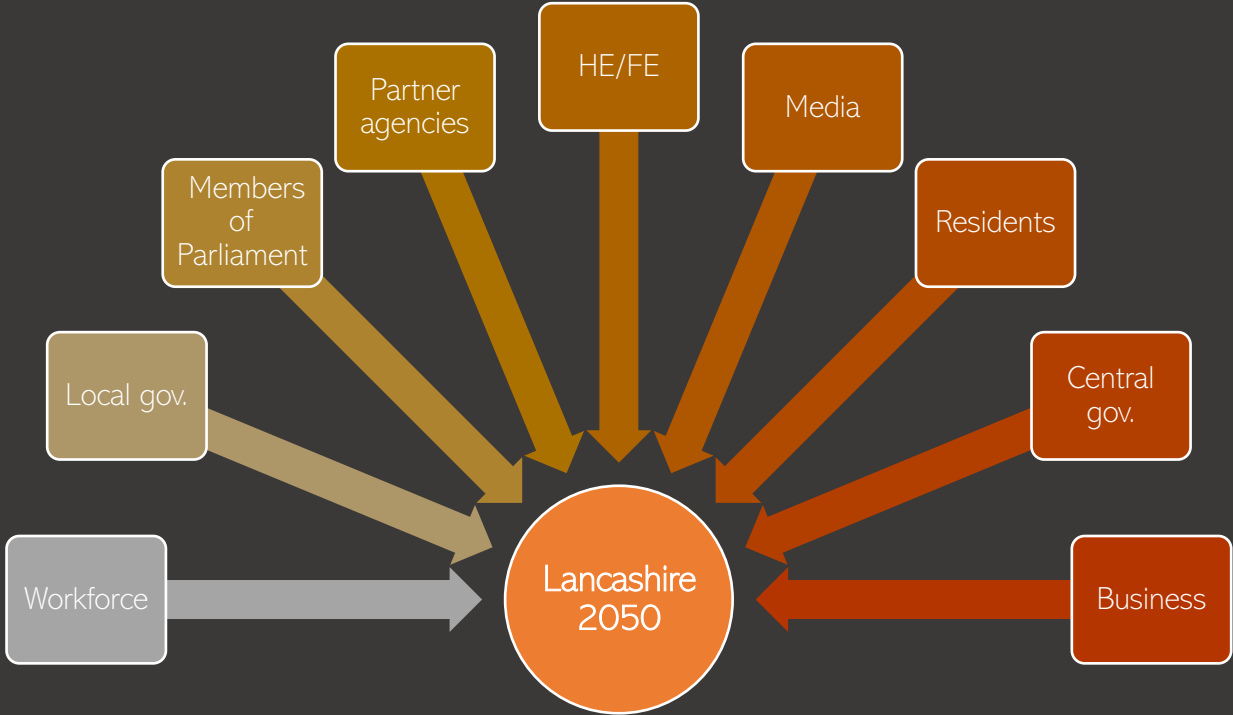 HE/FE
Partner
agencies
Media
Members
of
Parliament
Residents
Local gov.
Central
gov.
Workforce
Lancashire
2050
Business